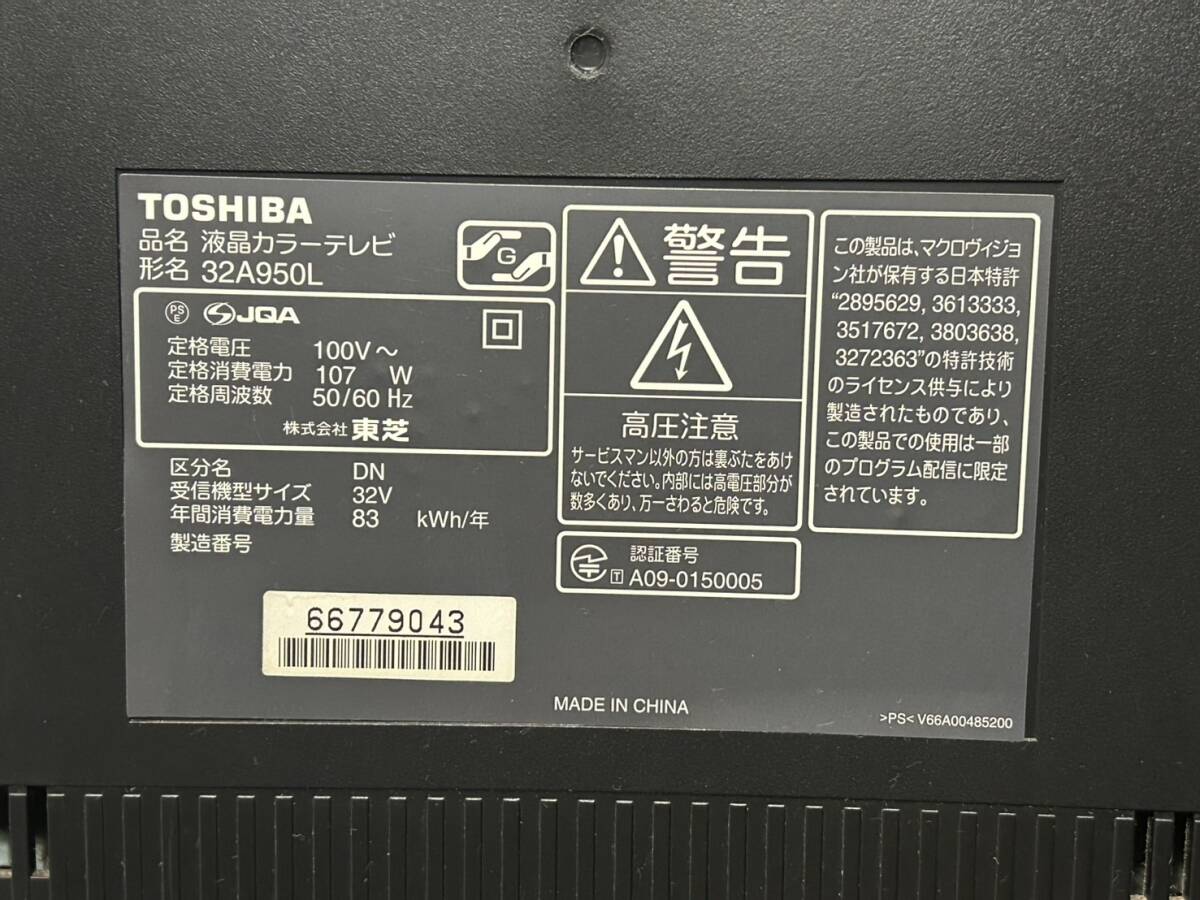 TOSHIBA
品名 液晶カラーテレビ
形名 32A950L
G
PS
E
JQA
定格電圧 100V～
定格消費電力 107 W
定格周波数 50/60 Hz
株式会社 東芝
区分名 DN
受信機型サイズ 32V
年間消費電力量 83 kWh/年
製造番号
66779043
警告
高圧注意
サービスマン以外の方は裏ぶたをあけ
ないでください。内部には高電圧部分が
数多くあり、万一さわると危険です。
認証番号
T A09-0150005
この製品は、マクロヴィジョ
ン社が保有する日本特許
“2895629, 3613333,
3517672, 3803638,
3272363”の特許技術
のライセンス供与により
製造されたものであり、
この製品での使用は一部
のプログラム配信に限定
されています。
MADE IN CHINA
>PS< V66A00485200